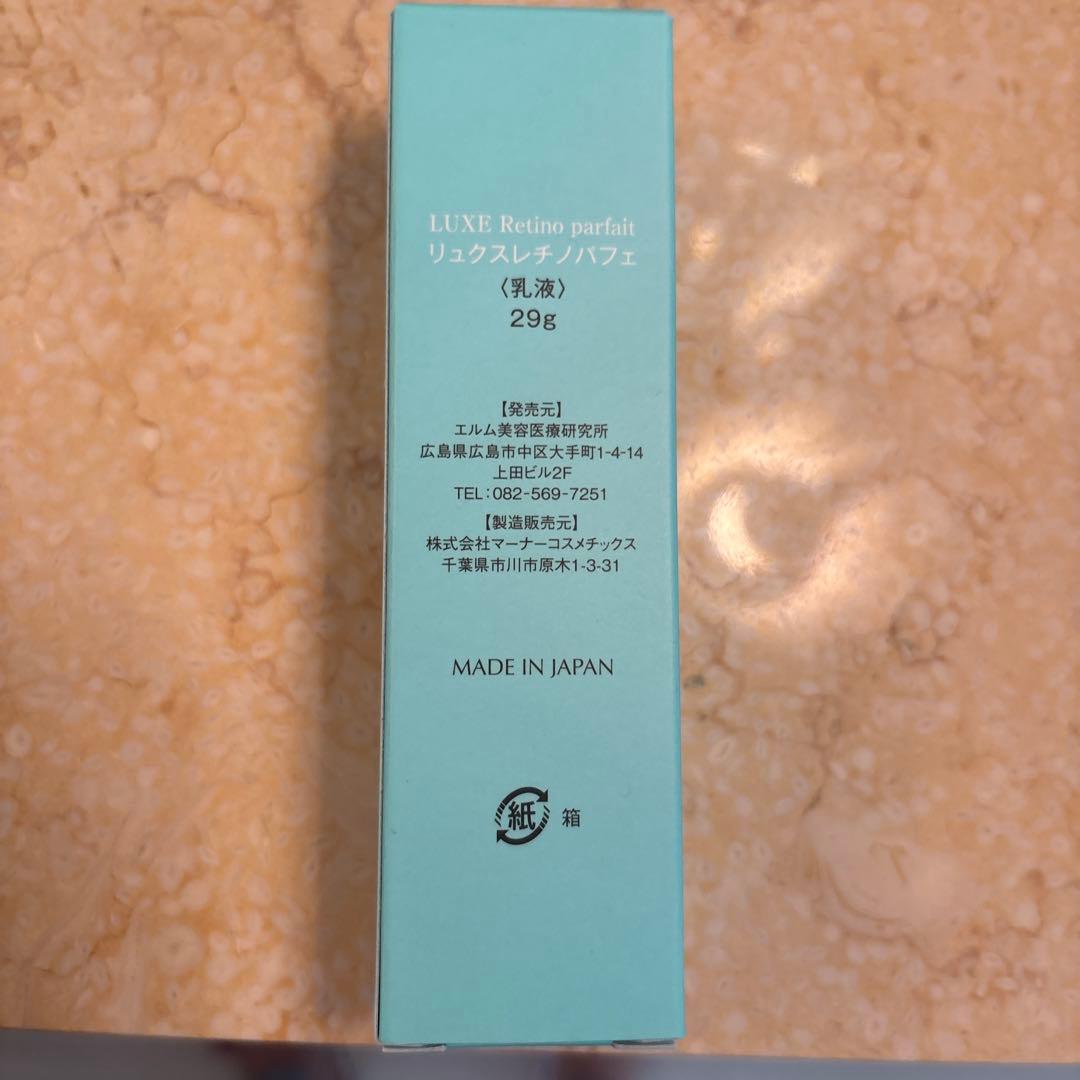 LUXE Retino parfait
リュクスレチノパフェ
〈乳液〉
29g
【発売元】
エルム美容医療研究所
広島県広島市中区大手町1-4-14
上田ビル2F
TEL：082-569-7251
【製造販売元】
株式会社マーナーコスメチックス
千葉県市川市原木1-3-31
MADE IN JAPAN
紙 箱